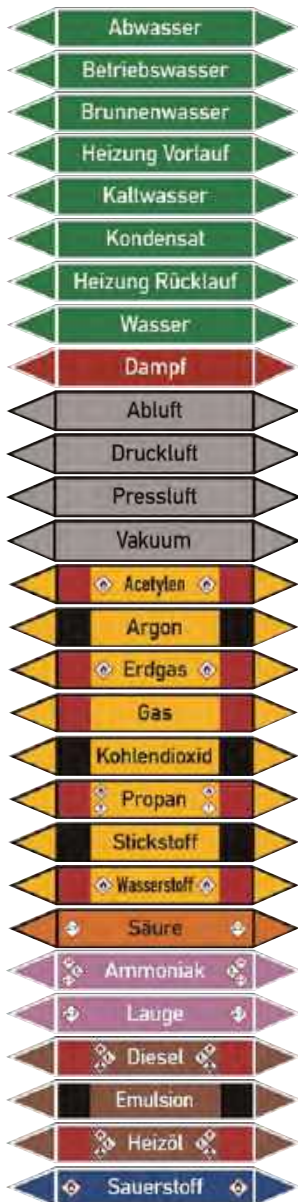 Abwasser
Betriebswasser
Brunnenwasser
Heizung Vorlauf
Kaltwasser
Kondensat
Heizung Rücklauf
Wasser
Dampf
Abluft
Druckluft
Pressluft
Vakuum
Acetylen
Argon
Erdgas
Gas
Kohlendioxid
Propan
Stickstoff
Wasserstoff
Säure
Ammoniak
Lauge
Diesel
Emulsion
Heizöl
Sauerstoff